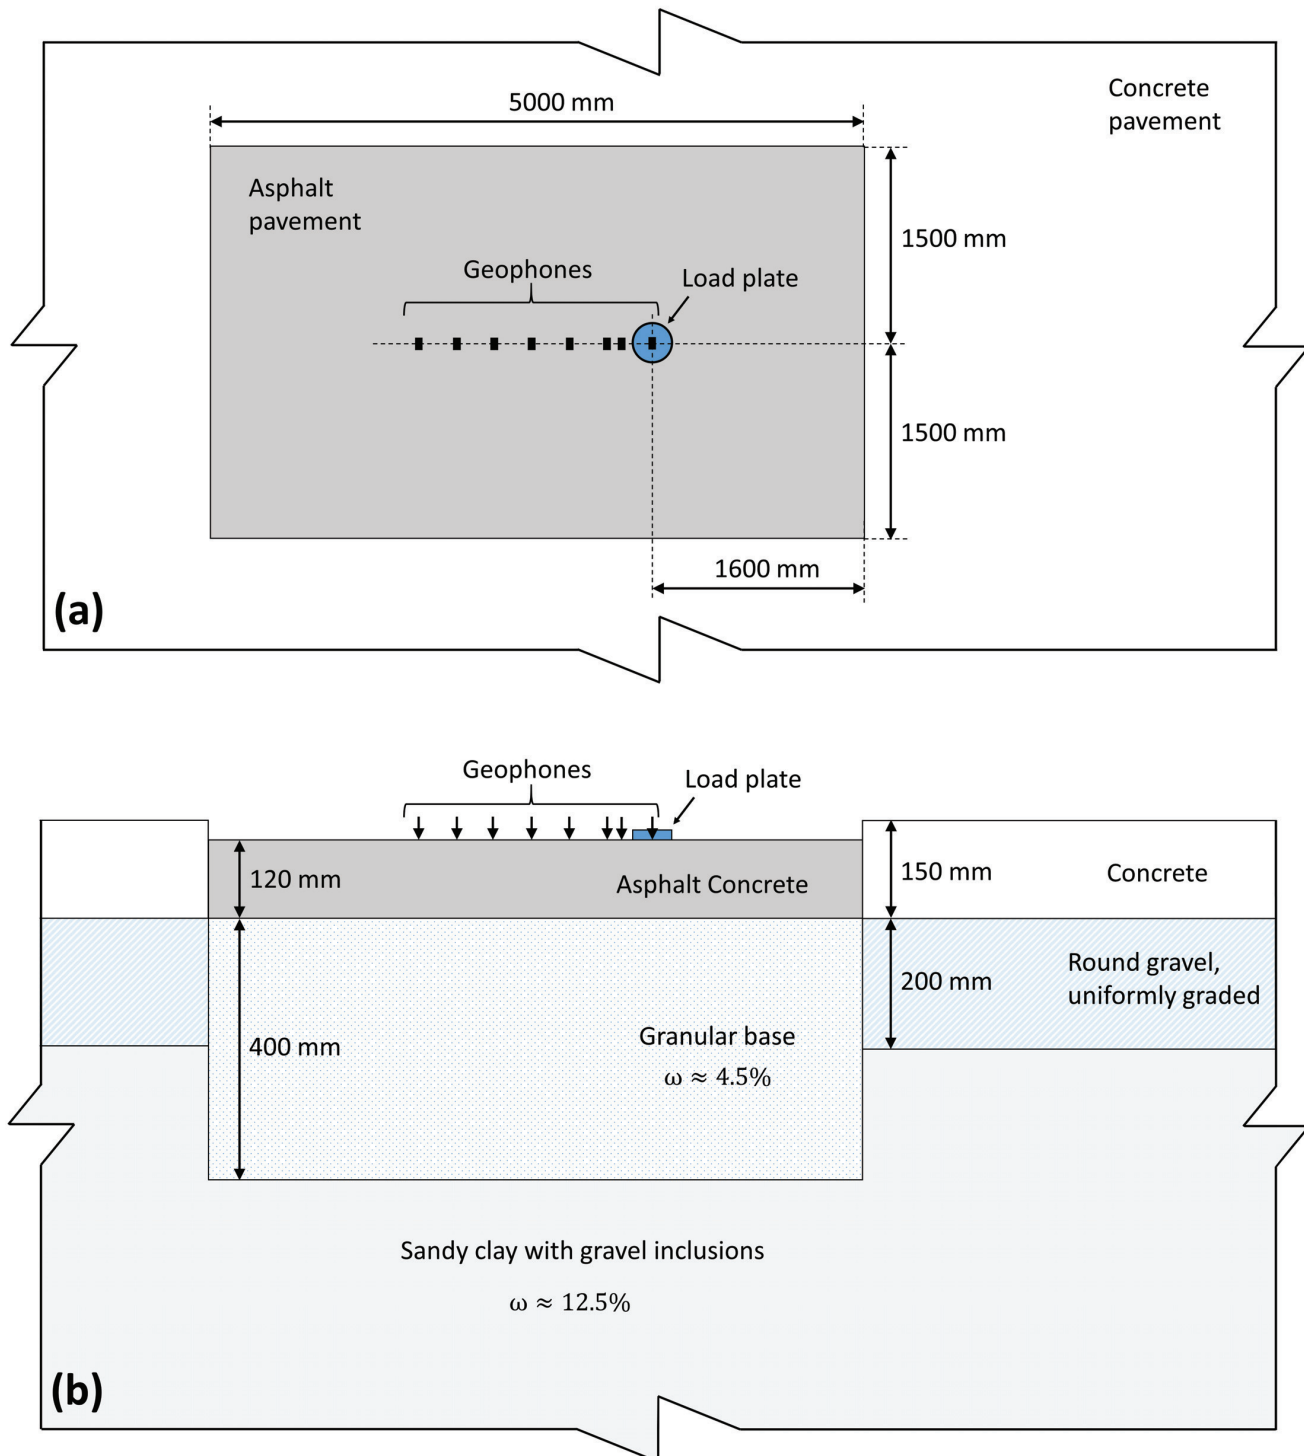 5000 mm
Concrete
pavement
Asphalt
pavement
1500 mm
Geophones
Load plate
1500 mm
1600 mm
(a)
Geophones
Load plate
120 mm
Asphalt Concrete
150 mm
Concrete
Round gravel,
uniformly graded
200 mm
400 mm
Granular base
ω ≈ 4.5%
Sandy clay with gravel inclusions
ω ≈ 12.5%
(b)